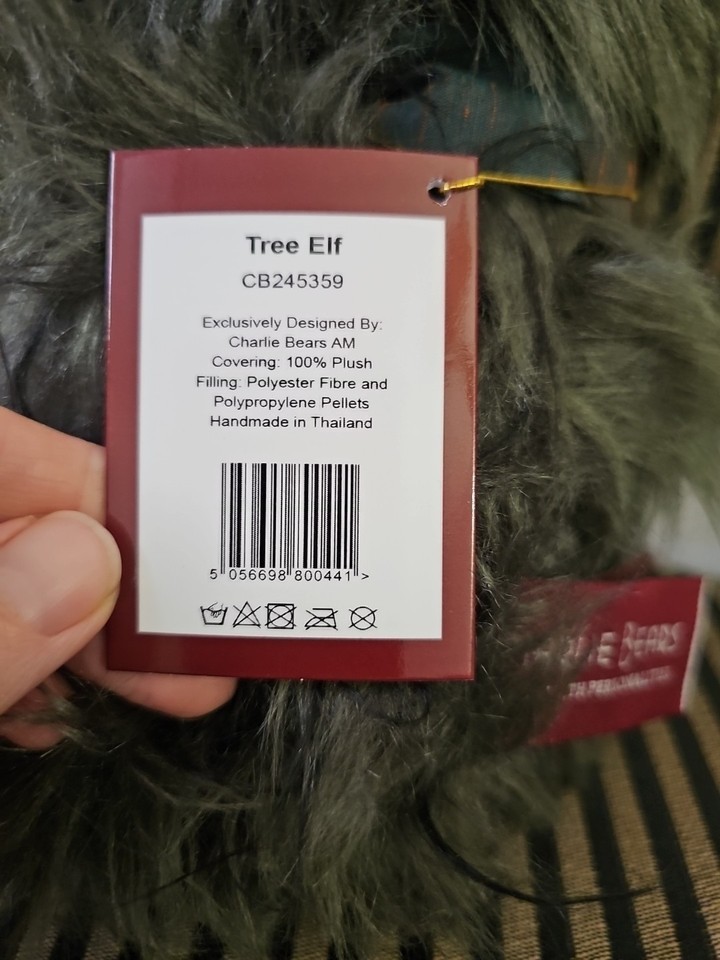 Tree Elf
CB245359
Exclusively Designed By:
Charlie Bears AM
Covering: 100% Plush
Filling: Polyester Fibre and
Polypropylene Pellets
Handmade in Thailand
5 056698 800441 >
BEARS